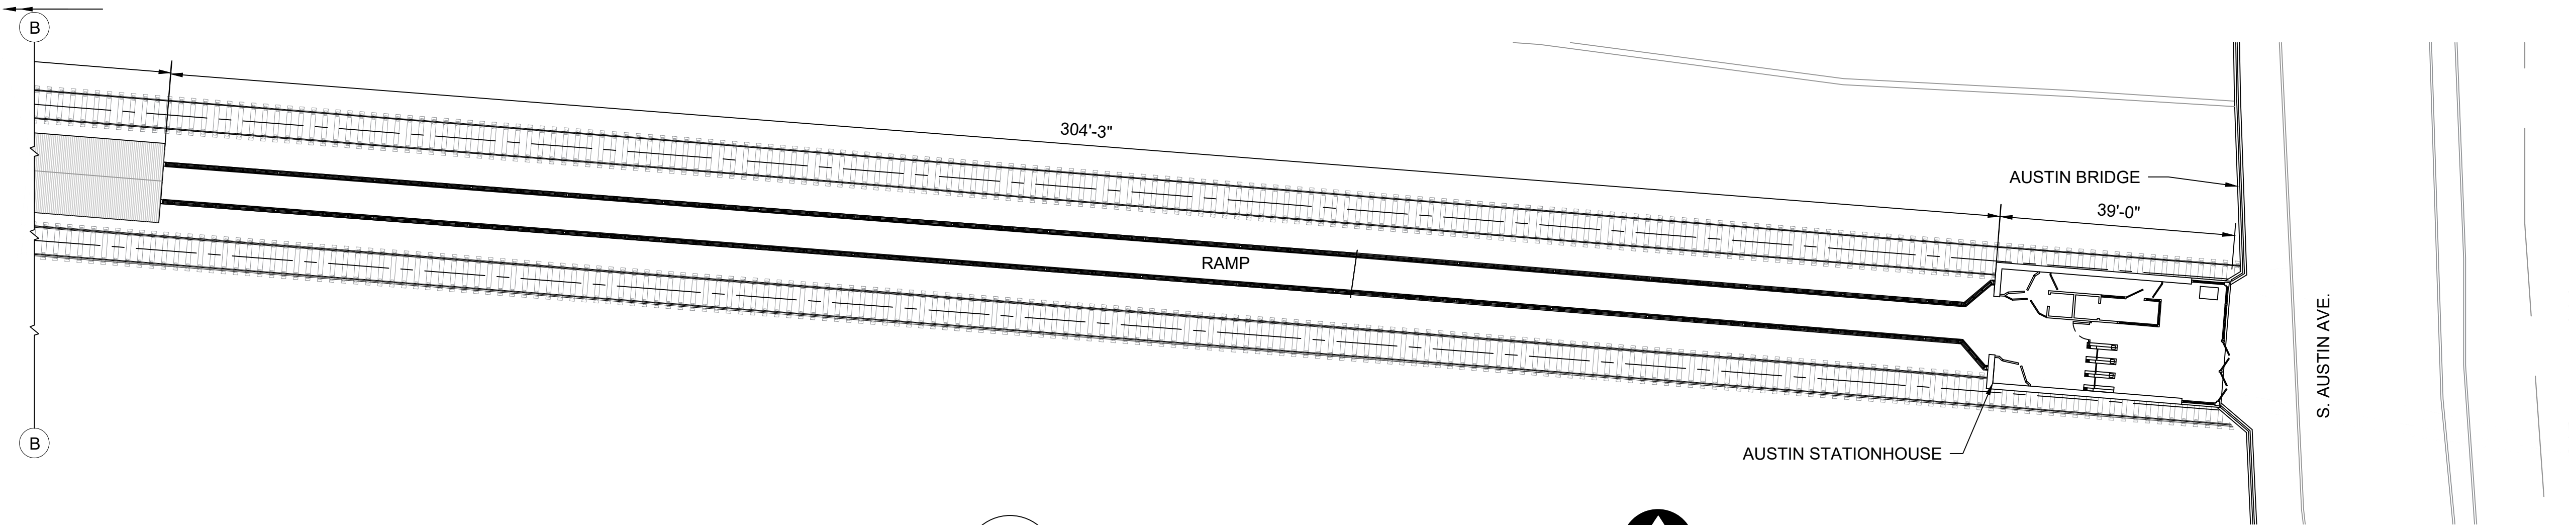 B
304'-3"
AUSTIN BRIDGE
39'-0"
RAMP
S. AUSTIN AVE.
AUSTIN STATIONHOUSE
B